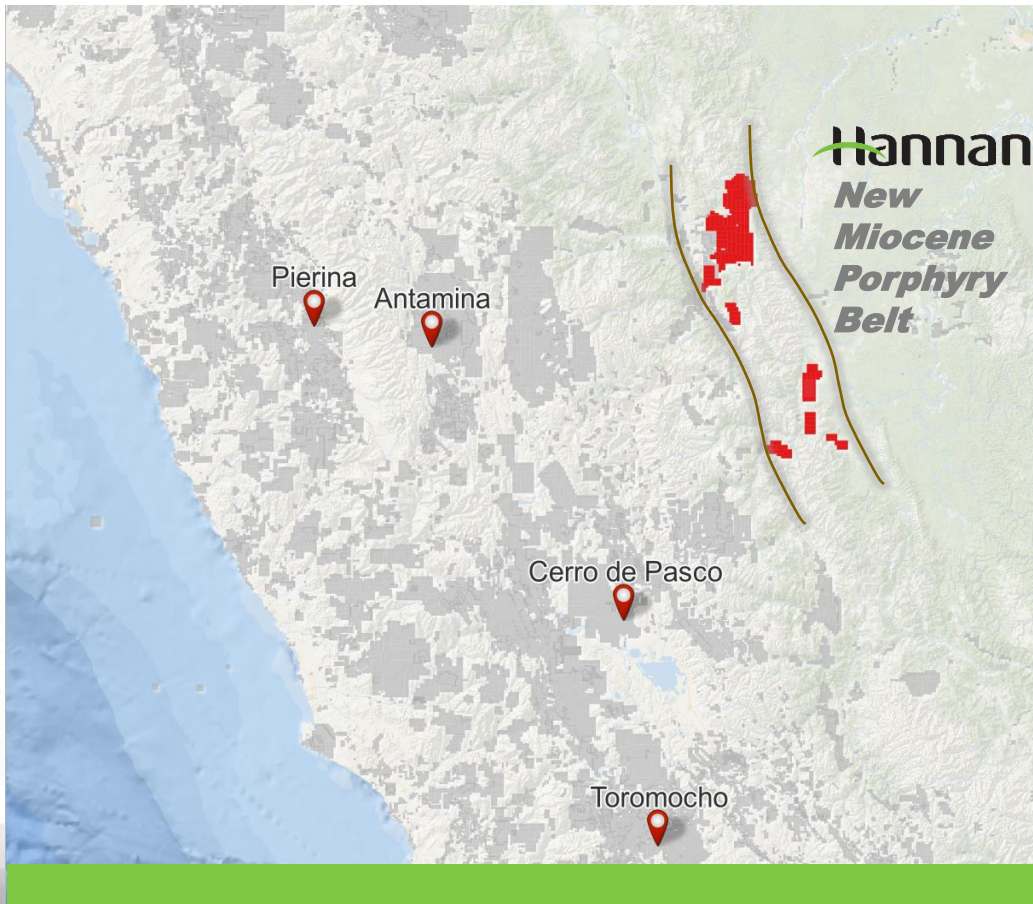 Hannan
New
Miocene
Porphyry
Belt
Pierina
Antamina
Cerro de Pasco
Toromocho